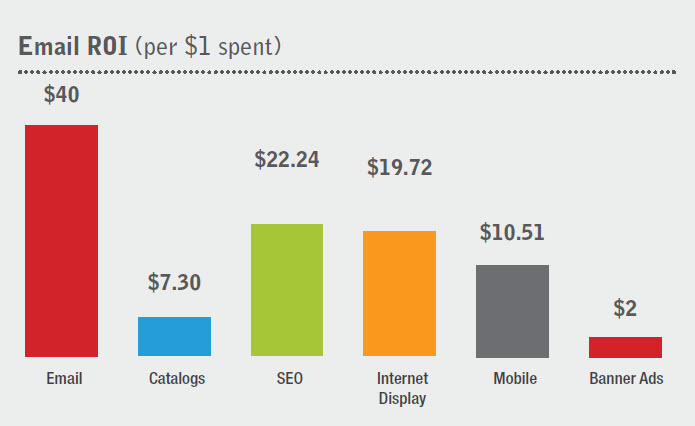 Email ROI (per $1 spent)
$40
$7.30
$22.24
$19.72
$10.51
$2
Email
Catalogs
SEO
Internet
Display
Mobile
Banner Ads